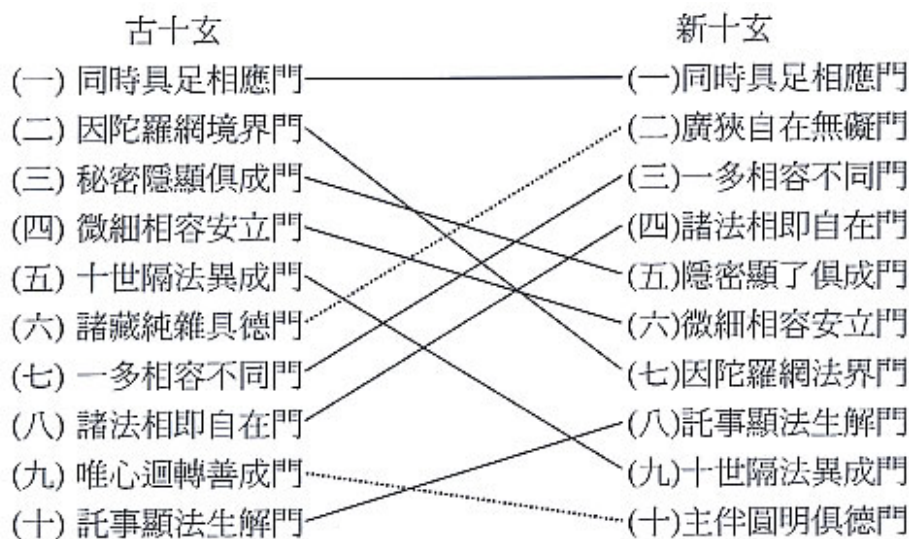 古十玄
(一) 同時具足相應門
(二) 因陀羅網境界門
(三) 秘密隱顯俱成門
(四) 微細相容安立門
(五) 十世隔法異成門
(六) 諸藏純雜具德門
(七) 一多相容不同門
(八) 諸法相即自在門
(九) 唯心迴轉善成門
(十) 託事顯法生解門
新十玄
(一)同時具足相應門
(二)廣狹自在無礙門
(三)一多相容不同門
(四)諸法相即自在門
(五)隱密顯了俱成門
(六)微細相容安立門
(七)因陀羅網法界門
(八)託事顯法生解門
(九)十世隔法異成門
(十)主伴圓明俱德門